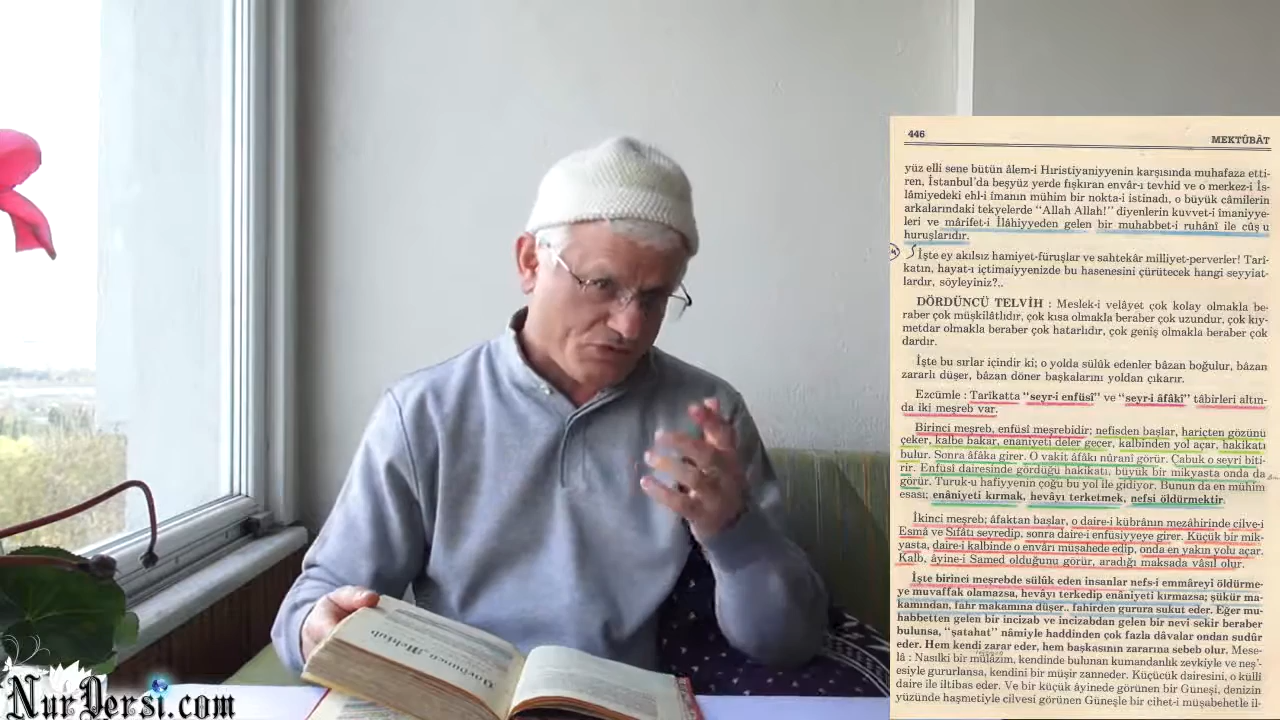 446
MEKTÛBÂT
yüz elli sene bütün âlem-i Hıristiyaniyyenin karşısında muhafaza etti-
ren, İstanbul'da beşyüz yerde fışkıran envâr-ı tevhid ve o merkez-i İs-
lâmiyedeki ehl-i imanın mühim bir nokta-i istinadı, o büyük câmilerin
arkalarındaki tekyelerde "Allah Allah!" diyenlerin kuvvet-i imaniyye-
leri ve mârifet-i İlâhiyyeden gelen bir muhabbet-i ruhânî ile cûş u
huruşlarıdır.
İşte ey akılsız hamiyet-füruşlar ve sahtekâr milliyet-perverler! Tari-
katın, hayat-ı içtimaiyyenizde bu hasenesini çürütecek hangi seyyiat-
lardır, söyleyiniz?..
DÖRDÜNCÜ TELVİH : Meslek-i velâyet çok kolay olmakla be-
raber çok müşkilâtlıdır, çok kısa olmakla beraber çok uzundur, çok kıy-
metdar olmakla beraber çok hatarlıdır, çok geniş olmakla beraber çok
dardır.
İşte bu sırlar içindir ki; o yolda sülûk edenler bâzan boğulur, bâzan
zararlı düşer, bâzan döner başkalarını yoldan çıkarır.
Ezcümle : Tarikatta "seyr-i enfüsî" ve "seyr-i âfâkî" tâbirleri altın-
da iki meşreb var.
Birinci meşreb, enfüsî meşrebidir; nefisden başlar, hariçten gözünü
çeker, kalbe bakar, enaniyeti deler geçer, kalbinden yol açar, hakikatı
bulur. Sonra âfâka girer. O vakit âfâkı nûranî görür. Çabuk o seyri biti-
rir. Enfüsî dairesinde gördüğü hakikatı, büyük bir mikyasta onda da
görür. Turuk-u hafiyyenin çoğu bu yol ile gidiyor. Bunun da en mühim
esası; enâniyeti kırmak, hevâyı terketmek, nefsi öldürmektir.
İkinci meşreb; âfaktan başlar, o daire-i kübrânın mezâhirinde cilve-i
Esmâ ve Sıfâtı seyredip, sonra daire-i enfüsiyyeye girer. Küçük bir mik-
yasta, daire-i kalbinde o envârı müşahede edip, onda en yakın yolu açar.
Kalb, âyine-i Samed olduğunu görür, aradığı maksada vâsıl olur.
İşte birinci meşrebde sülûk eden insanlar nefs-i emmâreyi öldürme-
ye muvaffak olamazsa, hevâyı terkedip enâniyeti kırmazsa; şükür ma-
kamından, fahr makamına düşer.. fahirden gurura sukut eder. Eğer mu-
habbetten gelen bir incizab ve incizabdan gelen bir nevi sekir beraber
bulunsa, "şatahat" nâmiyle haddinden çok fazla dâvalar ondan sudûr
eder. Hem kendi zarar eder, hem başkasının zararına sebeb olur. Mese-
lâ : Nasılki bir mülâzim, kendinde bulunan kumandanlık zevkiyle ve neş'-
esiyle gururlansa, kendini bir müşir zanneder. Küçücük dairesini, o külli
daire ile iltibas eder. Ve bir küçük âyinede görünen bir Güneşi, denizin
yüzünde haşmetiyle cilvesi görünen Güneşle bir cihet-i müşabehetle il-
NurDersi.com